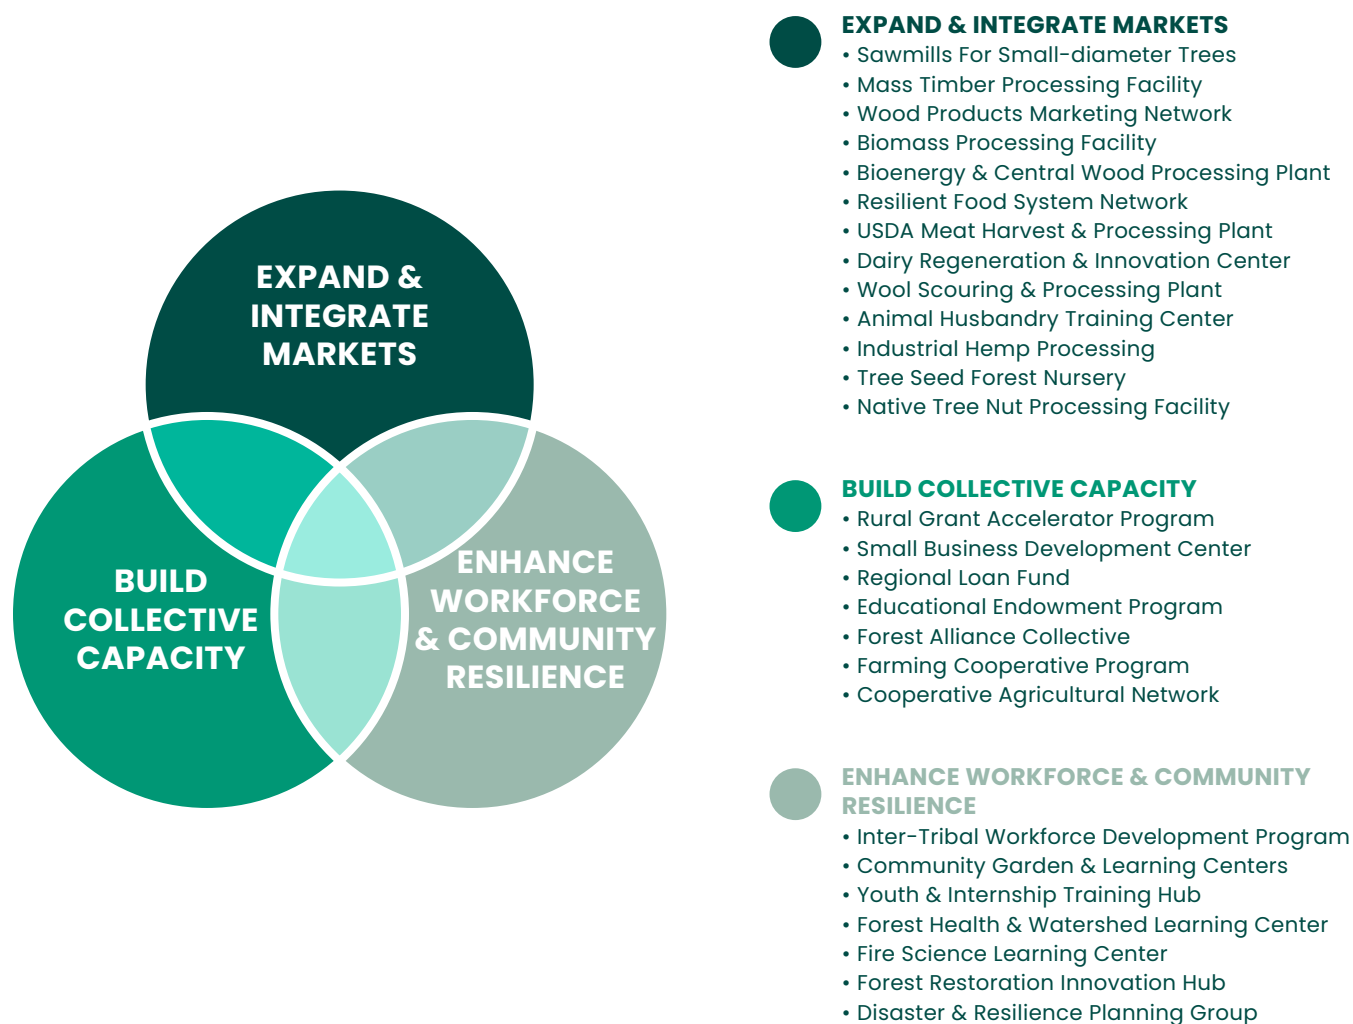 EXPAND &
INTEGRATE
MARKETS
BUILD
COLLECTIVE
CAPACITY
ENHANCE
WORKFORCE
& COMMUNITY
RESILIENCE
EXPAND & INTEGRATE MARKETS
• Sawmills For Small-diameter Trees
• Mass Timber Processing Facility
• Wood Products Marketing Network
• Biomass Processing Facility
• Bioenergy & Central Wood Processing Plant
• Resilient Food System Network
• USDA Meat Harvest & Processing Plant
• Dairy Regeneration & Innovation Center
• Wool Scouring & Processing Plant
• Animal Husbandry Training Center
• Industrial Hemp Processing
• Tree Seed Forest Nursery
• Native Tree Nut Processing Facility
BUILD COLLECTIVE CAPACITY
• Rural Grant Accelerator Program
• Small Business Development Center
• Regional Loan Fund
• Educational Endowment Program
• Forest Alliance Collective
• Farming Cooperative Program
• Cooperative Agricultural Network
ENHANCE WORKFORCE & COMMUNITY
RESILIENCE
• Inter-Tribal Workforce Development Program
• Community Garden & Learning Centers
• Youth & Internship Training Hub
• Forest Health & Watershed Learning Center
• Fire Science Learning Center
• Forest Restoration Innovation Hub
• Disaster & Resilience Planning Group